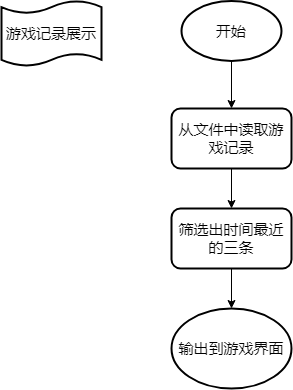 游戏记录展示
开始
从文件中读取游
戏记录
筛选出时间最近
的三条
输出到游戏界面